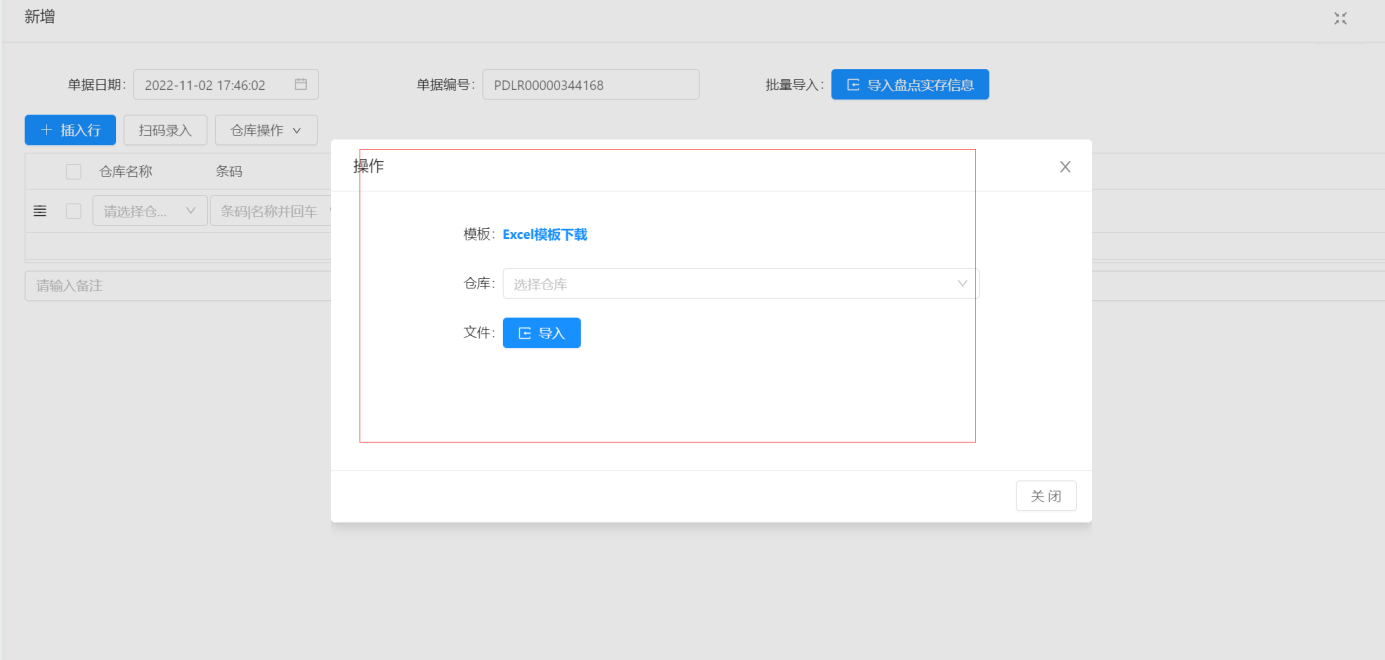 新增
单据日期: 2022-11-02 17:46:02 单据编号: PDLR00000344168 批量导入: 导入盘点实存信息
插入行 扫码录入 仓库操作
仓库名称 条码
请选择仓... 条码|名称并回车
请输入备注
操作
模板: Excel模板下载
仓库: 选择仓库
文件: 导入
关 闭